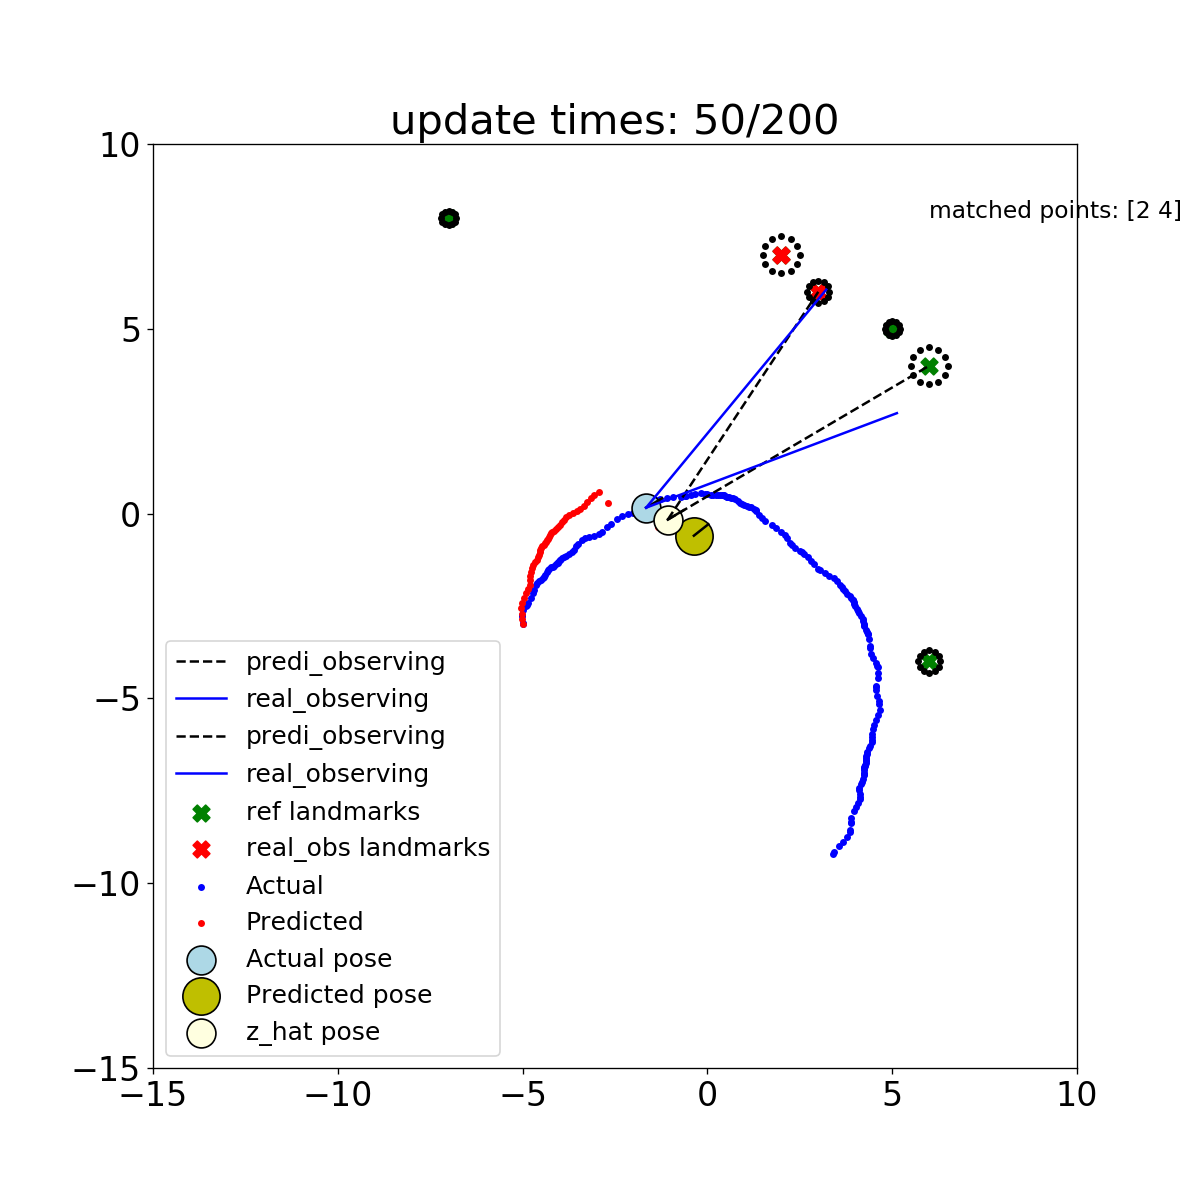 update times: 50/200
10
matched points: [2 4]
5
0
−5
−10
−15
predi_observing
real_observing
predi_observing
real_observing
ref landmarks
real_obs landmarks
Actual
Predicted
Actual pose
Predicted pose
z_hat pose
−15 −10 −5 0 5 10